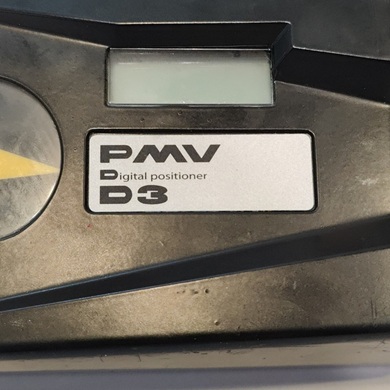 PMV
Digital positioner
D3